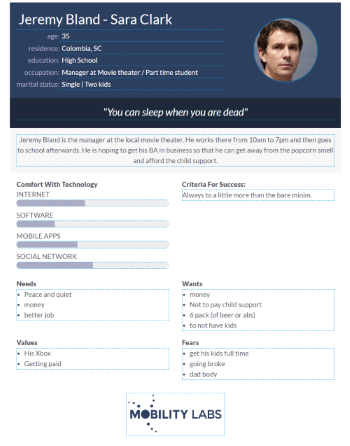 Jeremy Bland - Sara Clark
age: 35
residence: Colombia, SC
education: High School
occupation: Manager at Movie theater / Part time student
marital status: Single | Two kids
"You can sleep when you are dead"
Jeremy Bland is the manager at the local movie theater. He works there from 10am to 7pm and then goes
to school afterwards. He is hoping to get his BA in business so that he can get away from the popcorn smell
and afford the child support.
Comfort With Technology
INTERNET
SOFTWARE
MOBILE APPS
SOCIAL NETWORK
Criteria For Success:
Always to a little more than the bare minim.
Needs
• Peace and quiet
• money
• better job
Wants
• money
• Not to pay child support
• 6 pack (of beer or abs)
• to not have kids
Values
• His Xbox
• Getting paid
Fears
• get his kids full time
• going broke
• dad body
MOBILITY LABS